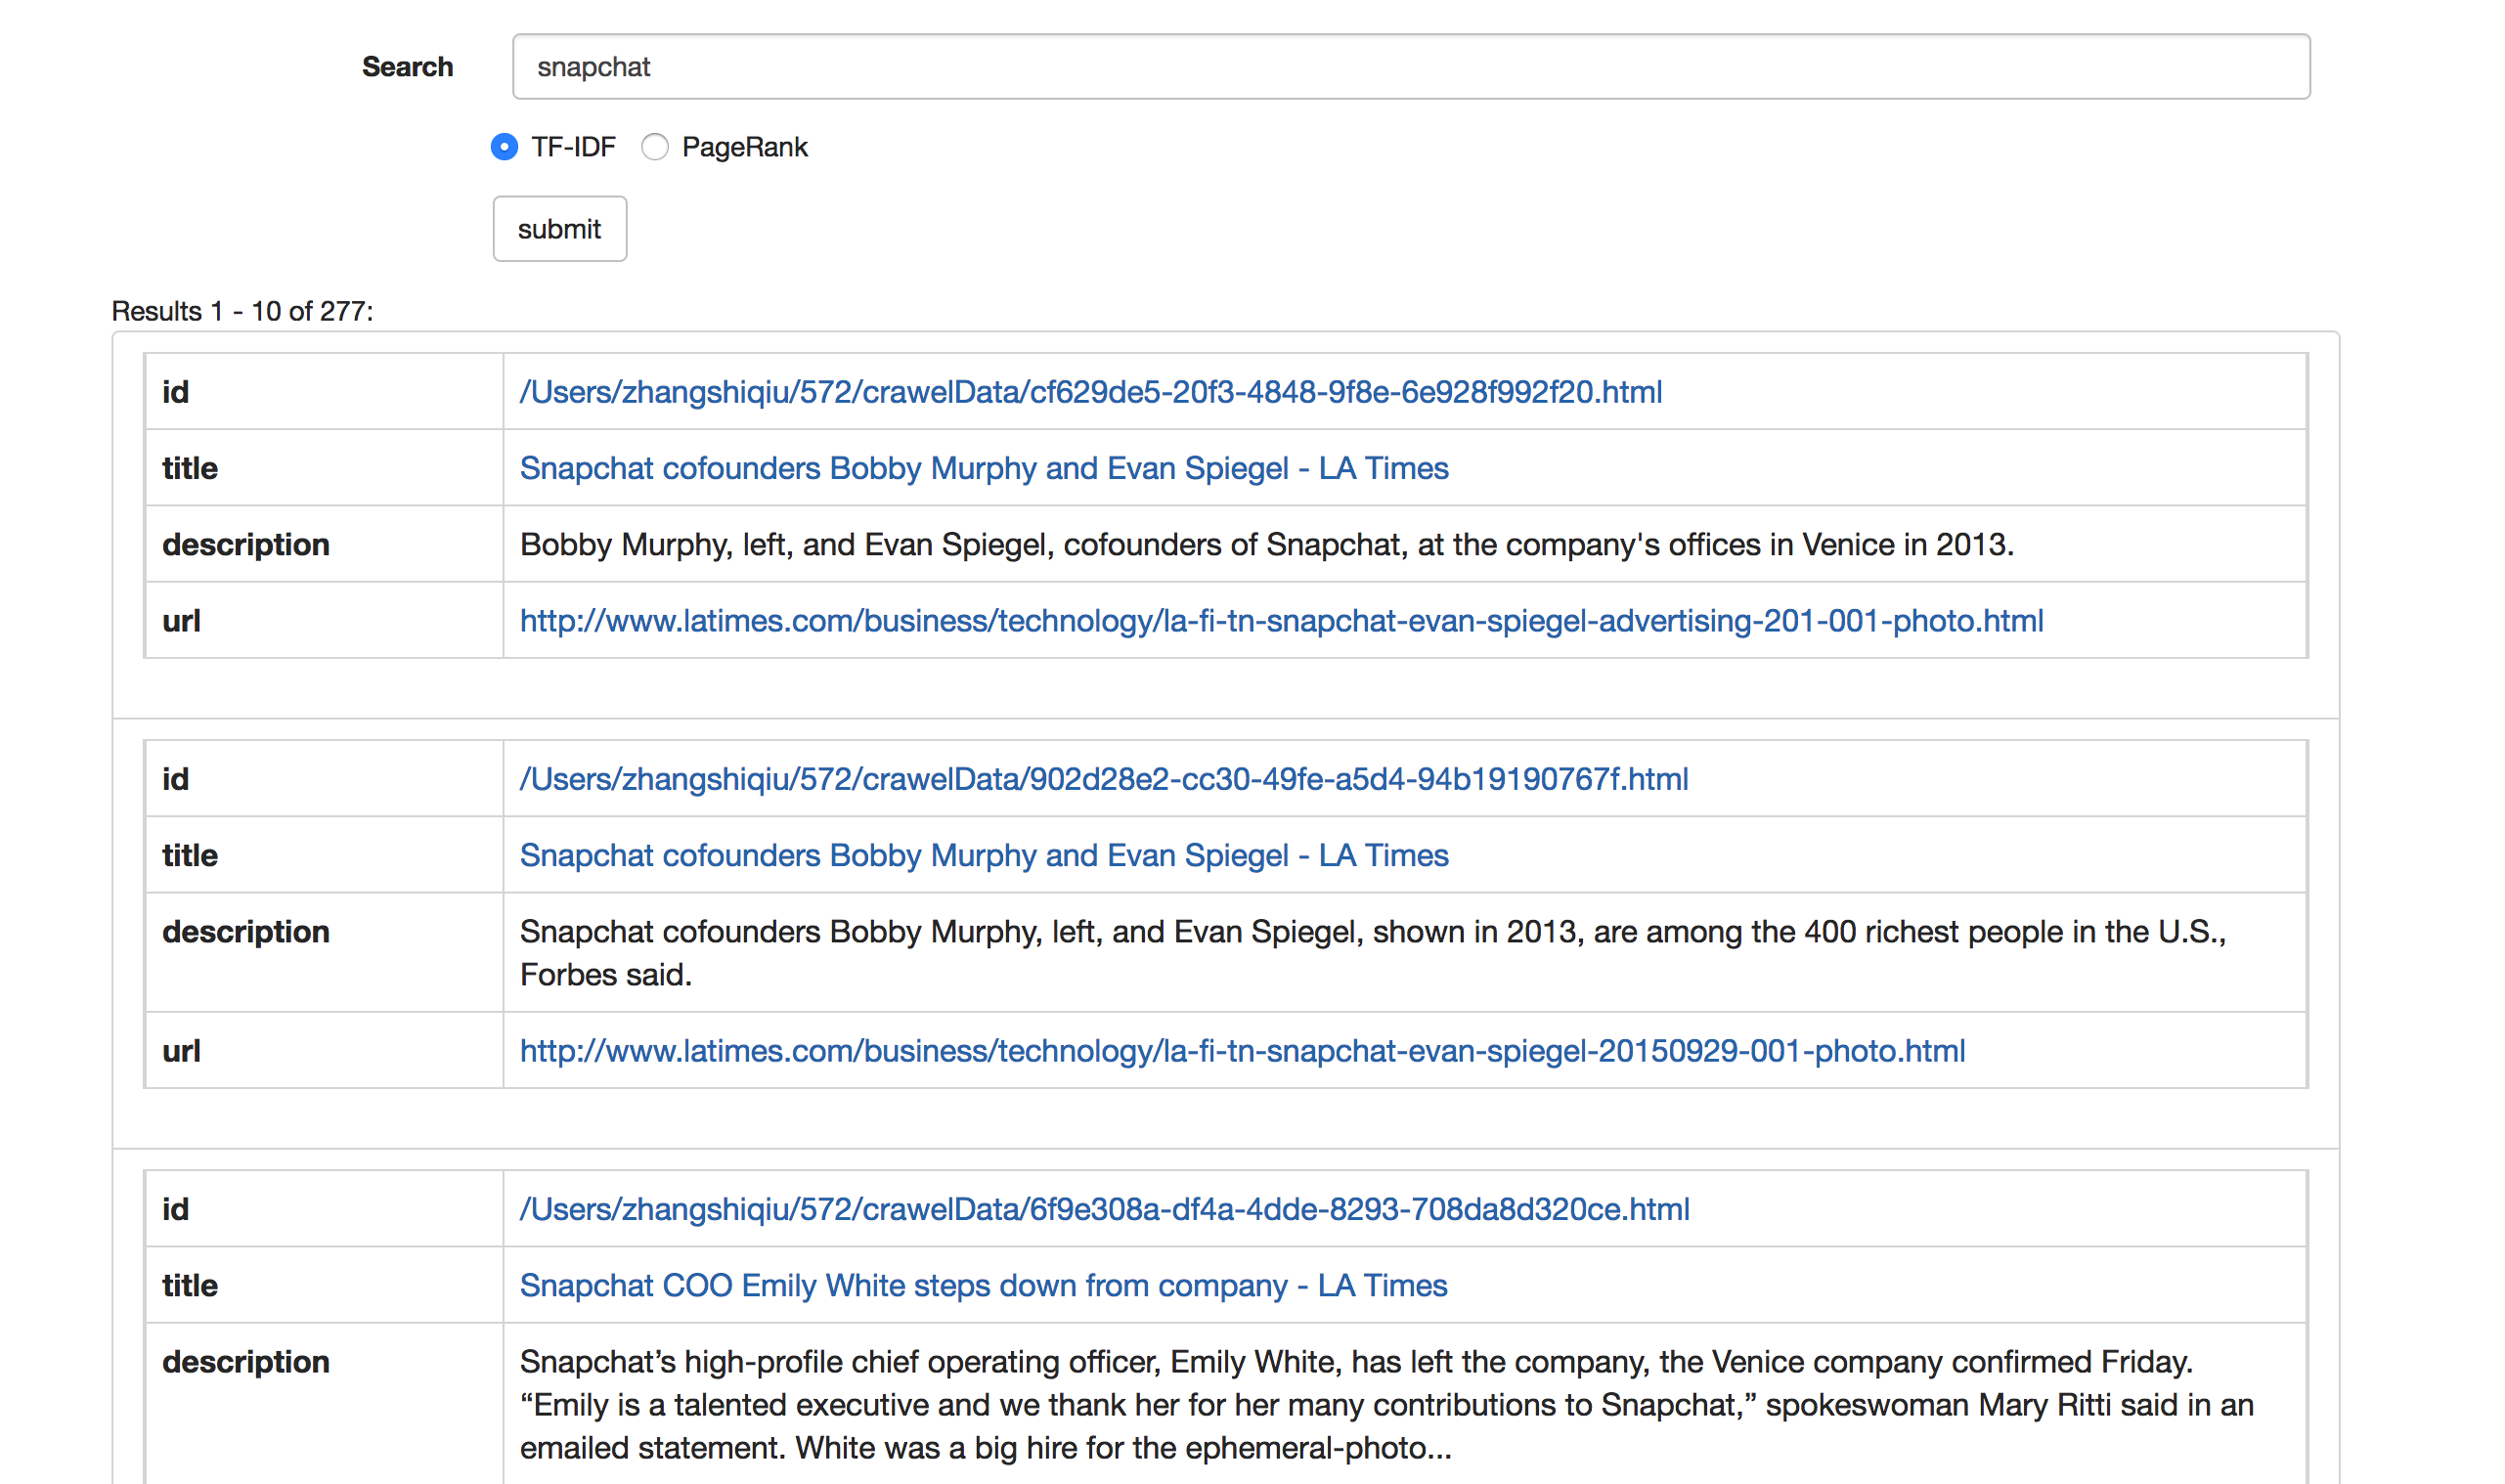 Search snapchat
TF-IDF PageRank
submit
Results 1 - 10 of 277:
id /Users/zhangshiqiu/572/crawelData/cf629de5-20f3-4848-9f8e-6e928f992f20.html
title Snapchat cofounders Bobby Murphy and Evan Spiegel - LA Times
description Bobby Murphy, left, and Evan Spiegel, cofounders of Snapchat, at the company's offices in Venice in 2013.
url http://www.latimes.com/business/technology/la-fi-tn-snapchat-evan-spiegel-advertising-201-001-photo.html
id /Users/zhangshiqiu/572/crawelData/902d28e2-cc30-49fe-a5d4-94b19190767f.html
title Snapchat cofounders Bobby Murphy and Evan Spiegel - LA Times
description Snapchat cofounders Bobby Murphy, left, and Evan Spiegel, shown in 2013, are among the 400 richest people in the U.S.,
Forbes said.
url http://www.latimes.com/business/technology/la-fi-tn-snapchat-evan-spiegel-20150929-001-photo.html
id /Users/zhangshiqiu/572/crawelData/6f9e308a-df4a-4dde-8293-708da8d320ce.html
title Snapchat COO Emily White steps down from company - LA Times
description Snapchat’s high-profile chief operating officer, Emily White, has left the company, the Venice company confirmed Friday.
“Emily is a talented executive and we thank her for her many contributions to Snapchat,” spokeswoman Mary Ritti said in an
emailed statement. White was a big hire for the ephemeral-photo...